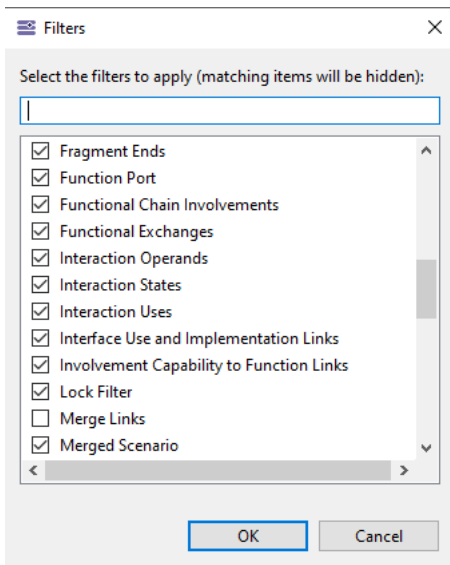 Filters
Select the filters to apply (matching items will be hidden):
Fragment Ends
Function Port
Functional Chain Involvements
Functional Exchanges
Interaction Operands
Interaction States
Interaction Uses
Interface Use and Implementation Links
Involvement Capability to Function Links
Lock Filter
Merge Links
Merged Scenario
OK Cancel